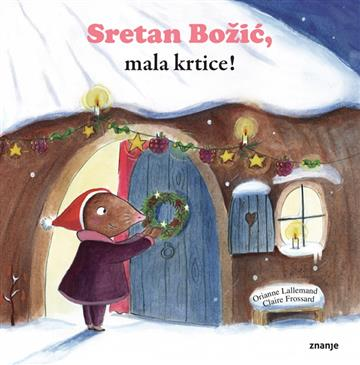 Sretan Božić,
mala krtice!
Orianne Lallemand
Claire Frossard
znanje